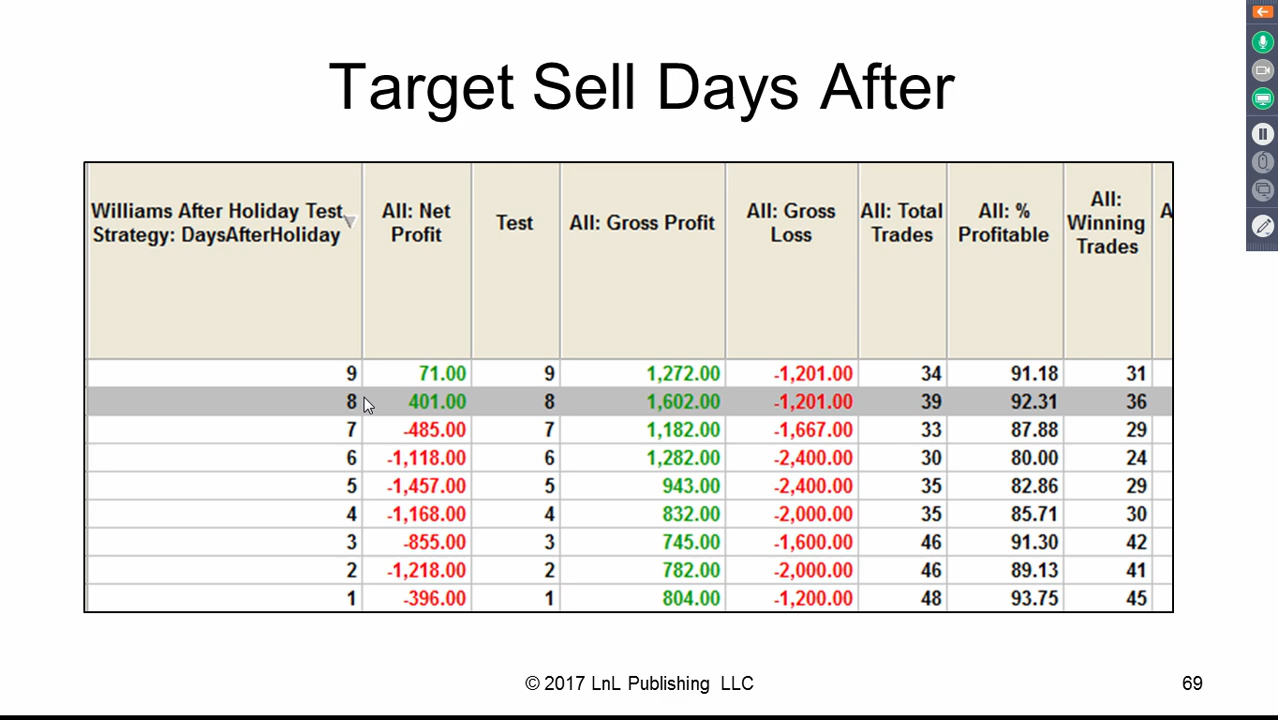 Target Sell Days After
Williams After Holiday Test Strategy: DaysAfterHoliday All: Net Profit Test All: Gross Profit All: Gross Loss All: Total Trades All: % Profitable All: Winning Trades A
9 71.00 9 1,272.00 -1,201.00 34 91.18 31
8 401.00 8 1,602.00 -1,201.00 39 92.31 36
7 -485.00 7 1,182.00 -1,667.00 33 87.88 29
6 -1,118.00 6 1,282.00 -2,400.00 30 80.00 24
5 -1,457.00 5 943.00 -2,400.00 35 82.86 29
4 -1,168.00 4 832.00 -2,000.00 35 85.71 30
3 -855.00 3 745.00 -1,600.00 46 91.30 42
2 -1,218.00 2 782.00 -2,000.00 46 89.13 41
1 -396.00 1 804.00 -1,200.00 48 93.75 45
© 2017 LnL Publishing LLC
69